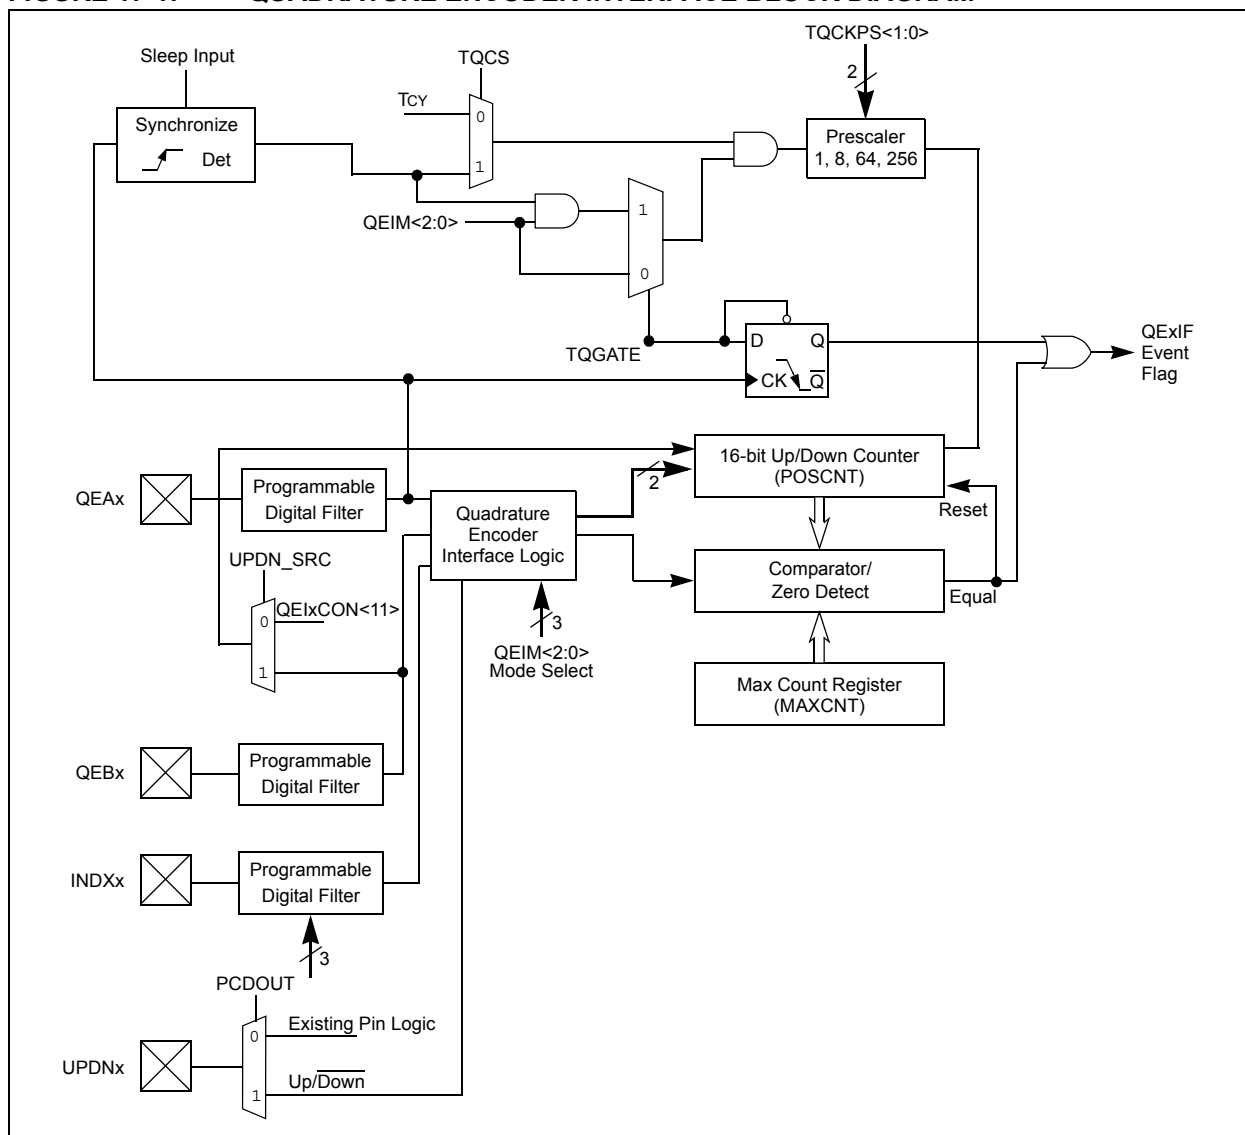 TQCKPS<1:0>
Sleep Input
TQCS
2
TCY
0
Synchronize
Det
1
Prescaler
1, 8, 64, 256
QEIM<2:0>
1
0
TQGATE
D
Q
CK
Q
QExIF
Event
Flag
16-bit Up/Down Counter
(POSCNT)
2
QEAx
Programmable
Digital Filter
Quadrature
Encoder
Interface Logic
Reset
UPDN_SRC
Comparator/
Zero Detect
Equal
0
QEIxCON<11>
1
3
QEIM<2:0>
Mode Select
Max Count Register
(MAXCNT)
QEBx
Programmable
Digital Filter
INDXx
Programmable
Digital Filter
3
PCDOUT
0
Existing Pin Logic
UPDNx
1
Up/Down